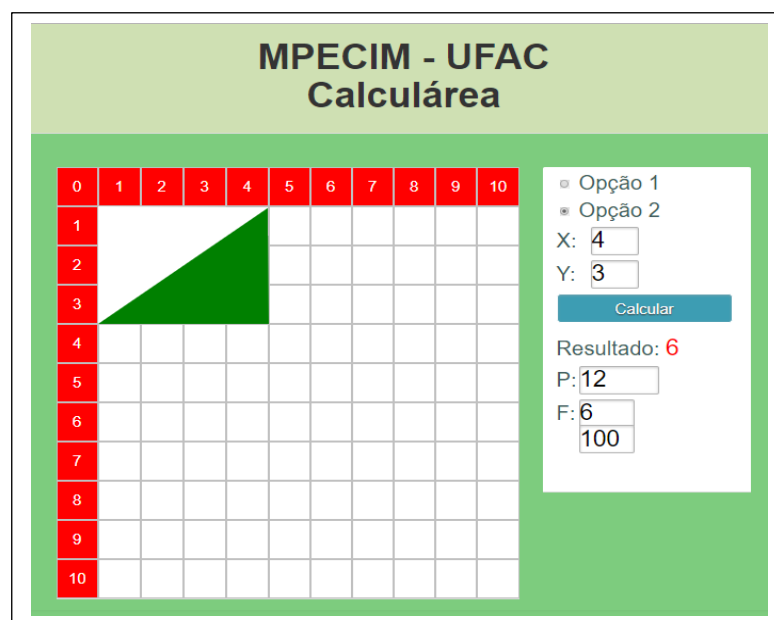 MPECIM - UFAC
Calculárea
0 1 2 3 4 5 6 7 8 9 10
1
2
3
4
5
6
7
8
9
10
Opção 1
Opção 2
X: 4
Y: 3
Calcular
Resultado: 6
P: 12
F: 6
100